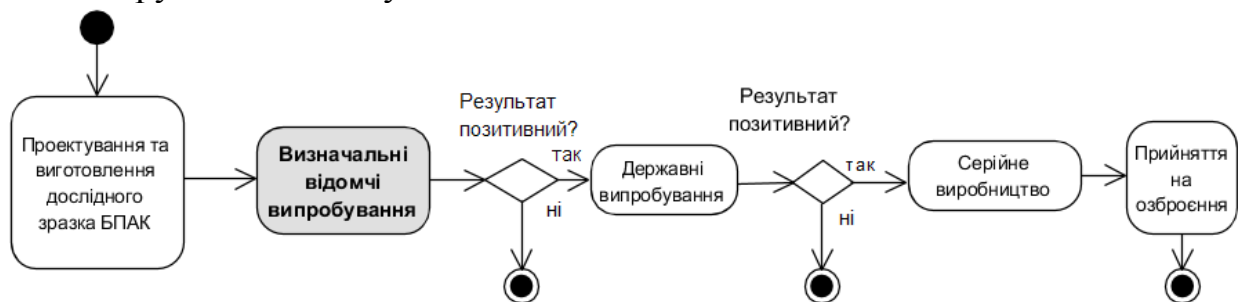 Проектування та
виготовлення
дослідного
зразка БПАК
Визначальні
відомчі
випробування
Результат
позитивний?
так
ні
Державні
випробування
Результат
позитивний?
так
ні
Серійне
виробництво
Прийняття
на
озброєння